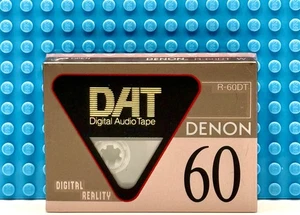 R-60DT
DAT
Digital Audio Tape
DENON
60
DIGITAL
REALITY